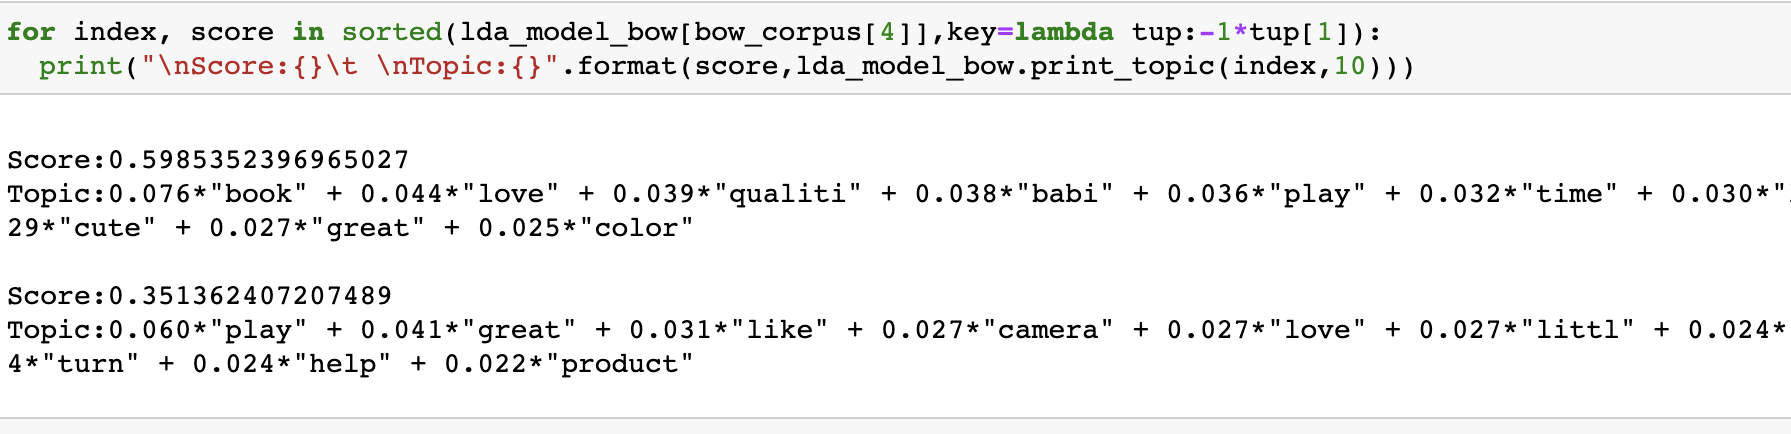 for index, score in sorted(lda_model_bow[bow_corpus[4]],key=lambda tup:-1*tup[1]):
  print("\nScore:{}\t \nTopic:{}".format(score,lda_model_bow.print_topic(index,10)))
Score:0.5985352396965027
Topic:0.076*"book" + 0.044*"love" + 0.039*"qualiti" + 0.038*"babi" + 0.036*"play" + 0.032*"time" + 0.030*"
29*"cute" + 0.027*"great" + 0.025*"color"
Score:0.351362407207489
Topic:0.060*"play" + 0.041*"great" + 0.031*"like" + 0.027*"camera" + 0.027*"love" + 0.027*"littl" + 0.024*
4*"turn" + 0.024*"help" + 0.022*"product"